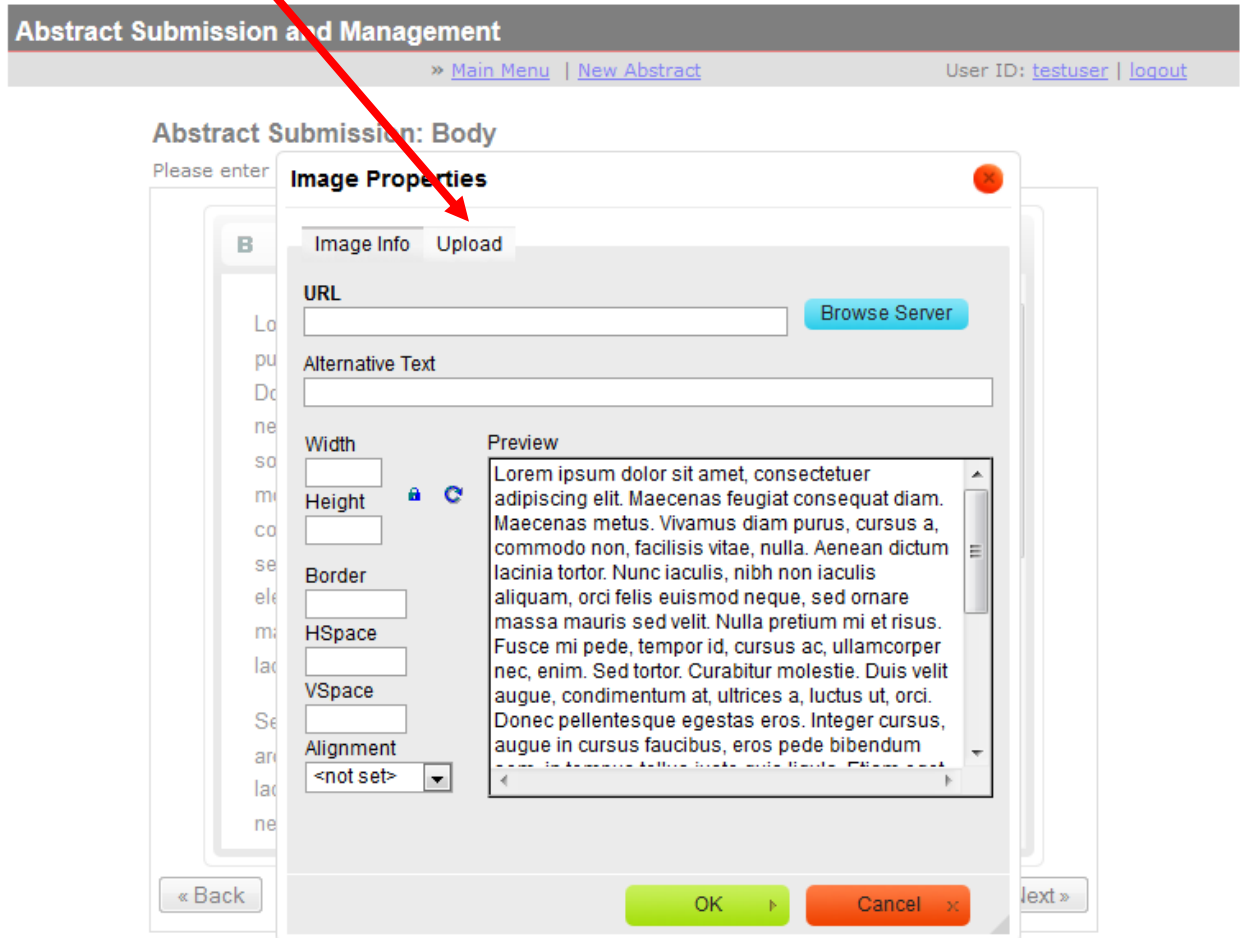 Abstract Submission and Management
» Main Menu | New Abstract User ID: testuser | logout
Abstract Submission: Body
Please enter
Image Properties
B
Image Info Upload
URL
Browse Server
Alternative Text
Width
Height
Border
HSpace
VSpace
Alignment
<not set>
Preview
Lorem ipsum dolor sit amet, consectetuer
adipiscing elit. Maecenas feugiat consequat diam.
Maecenas metus. Vivamus diam purus, cursus a,
commodo non, facilisis vitae, nulla. Aenean dictum
lacinia tortor. Nunc iaculis, nibh non iaculis
aliquam, orci felis euismod neque, sed ornare
massa mauris sed velit. Nulla pretium mi et risus.
Fusce mi pede, tempor id, cursus ac, ullamcorper
nec, enim. Sed tortor. Curabitur molestie. Duis velit
augue, condimentum at, ultrices a, luctus ut, orci.
Donec pellentesque egestas eros. Integer cursus,
augue in cursus faucibus, eros pede bibendum
« Back
OK
Cancel